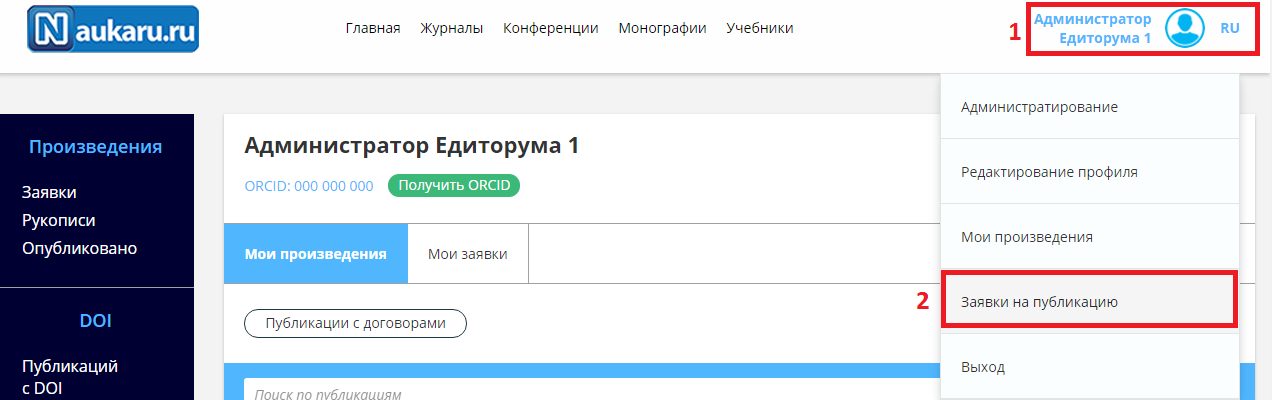 Naukaru.ru
Главная Журналы Конференции Монографии Учебники
1
Администратор
Едиторума 1
RU
Администратирование
Редактирование профиля
Мои произведения
2
Заявки на публикацию
Выход
Произведения
Заявки
Рукописи
Опубликовано
DOI
Публикаций
с DOI
Администратор Едиторума 1
ORCID: 000 000 000 Получить ORCID
Мои произведения Мои заявки
Публикации с договорами
Поиск по публикациям